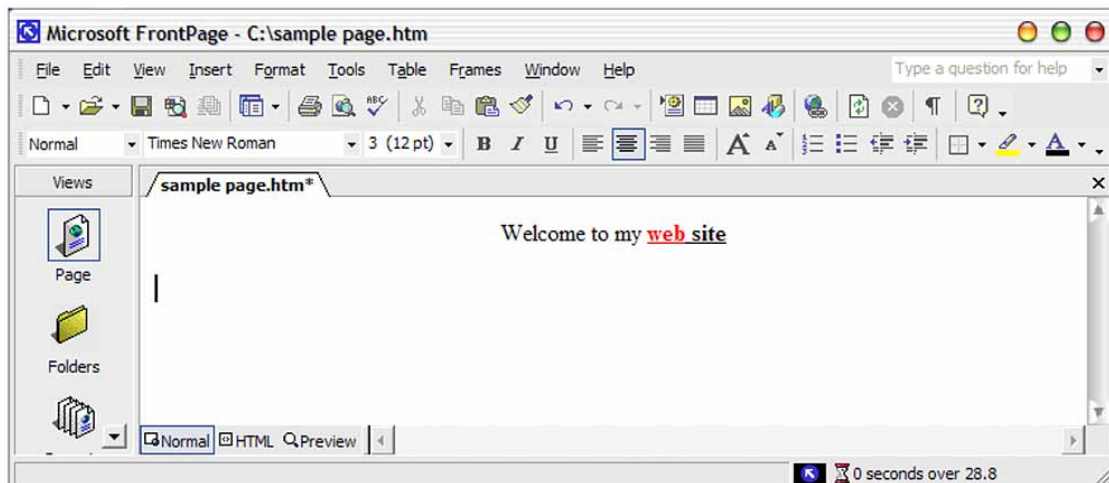 Microsoft FrontPage - C:\sample page.htm
File Edit View Insert Format Tools Table Frames Window Help Type a question for help
ABC
Normal Times New Roman 3 (12 pt) B I U A A A
Views sample page.htm*
Welcome to my web site
Page
Folders
Normal HTML Preview
0 seconds over 28.8